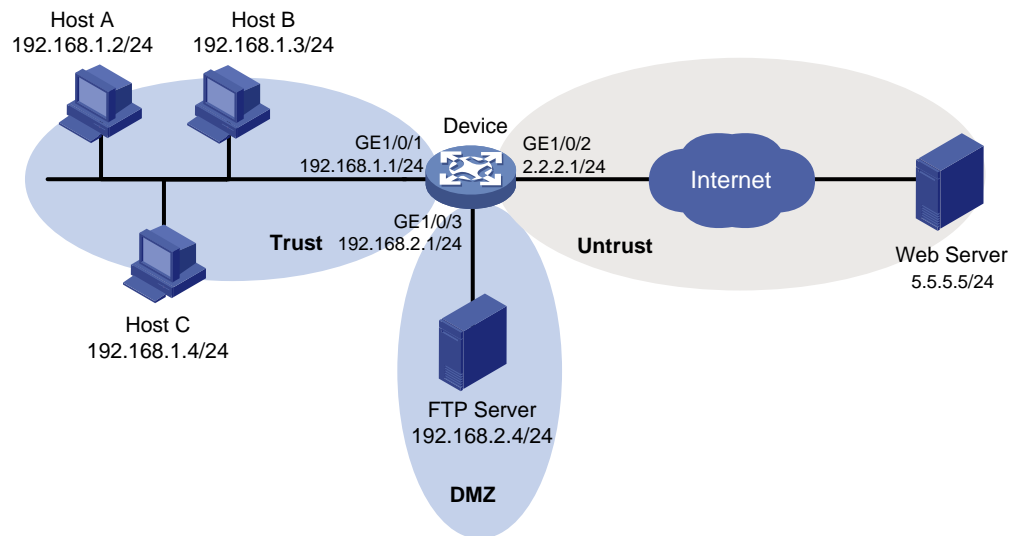 Host A
192.168.1.2/24
Host B
192.168.1.3/24
Device
GE1/0/1
192.168.1.1/24
GE1/0/2
2.2.2.1/24
Internet
GE1/0/3
192.168.2.1/24
Trust
Untrust
Web Server
5.5.5.5/24
Host C
192.168.1.4/24
FTP Server
192.168.2.4/24
DMZ